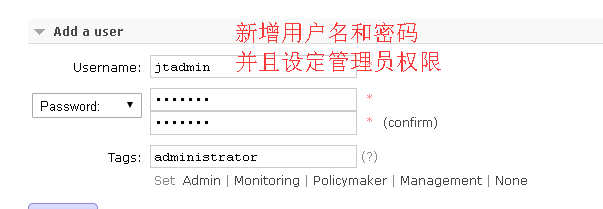 Add a user
新增用户名和密码
并且设定管理员权限
Username: jtadmin *
Password: ••••••• *
••••••• * (confirm)
Tags: administrator (?)
Set Admin | Monitoring | Policymaker | Management | None